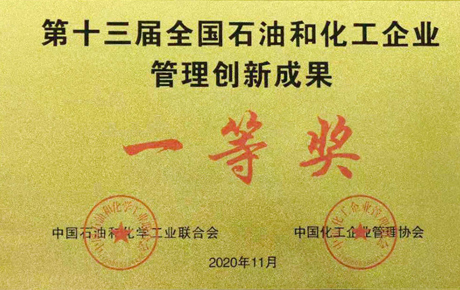 第十三届全国石油和化工企业
管理创新成果
一等奖
中国石油和化学工业联合会
中国化工企业管理协会
2020年11月